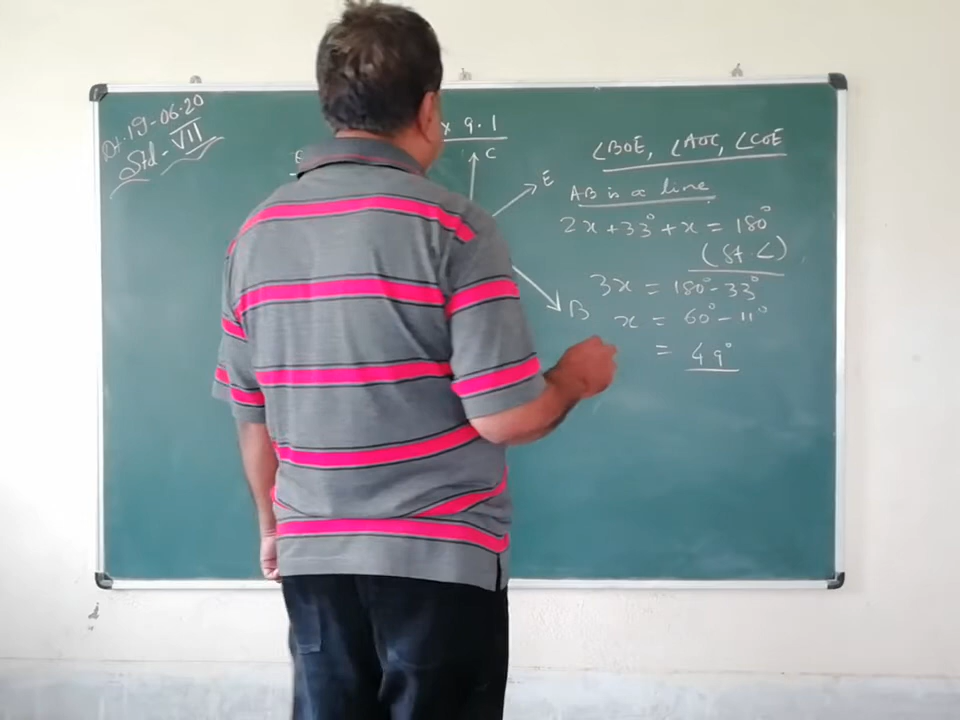 Dt. 19-06-20
Std - VII
x 9.1
C
E
B
∠BOE, ∠AOC, ∠COE
AB is a line
2x + 33° + x = 180°
(St. ∠)
3x = 180° - 33°
x = 60° - 11°
= 49°